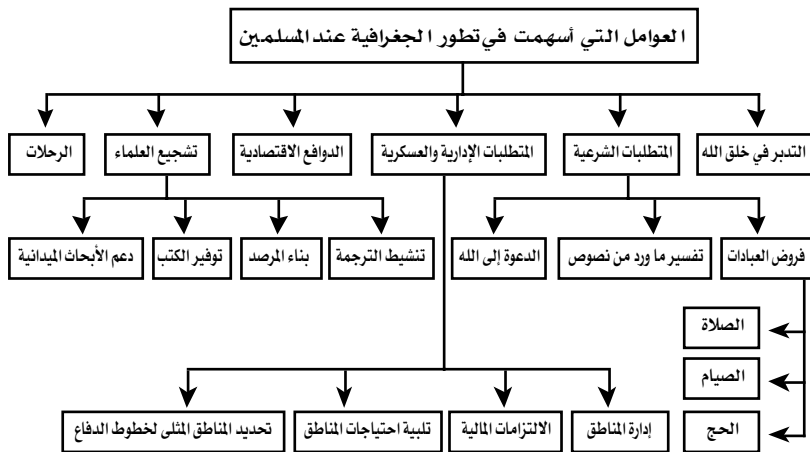 العوامل التي أسهمت في تطور الجغرافية عند المسلمين
التدبر في خلق الله
المتطلبات الشرعية
المتطلبات الإدارية والعسكرية
الدوافع الاقتصادية
تشجيع العلماء
الرحلات
فروض العبادات
تفسير ما ورد من نصوص
الدعوة إلى الله
تنشيط الترجمة
بناء المرصد
توفير الكتب
دعم الأبحاث الميدانية
الصلاة
الصيام
الحج
إدارة المناطق
الالتزامات المالية
تلبية احتياجات المناطق
تحديد المناطق المثلى لخطوط الدفاع